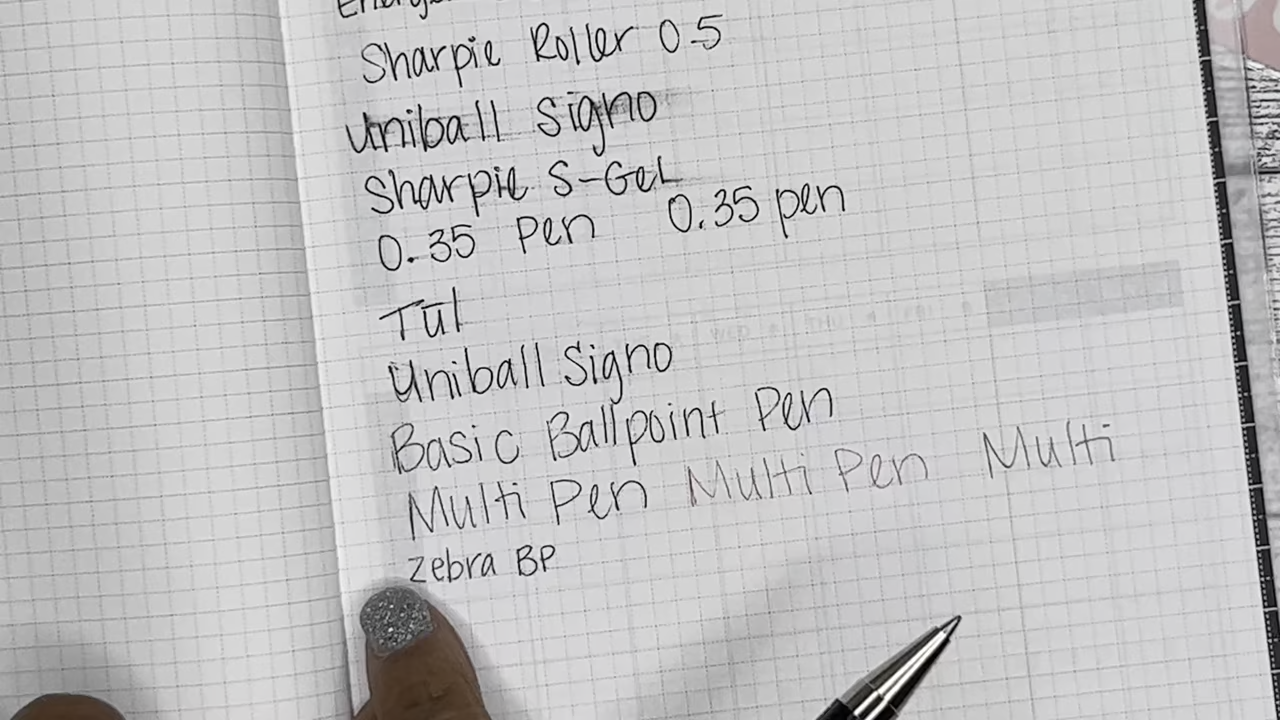 Sharpie Roller 0.5
Uniball Signo
Sharpie S-Gel
0.35 Pen 0.35 pen
Tūl
Uniball Signo
Basic Ballpoint Pen
Multi Pen Multi Pen Multi
Zebra BP